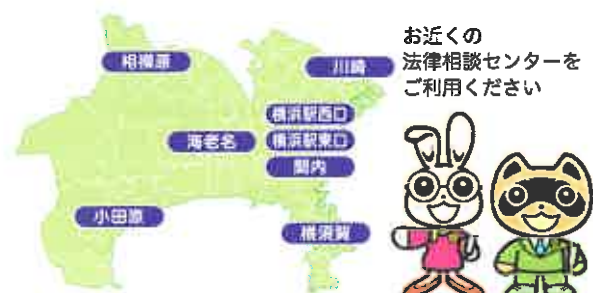 お近くの
法律相談センターを
ご利用ください
相模原
川崎
横浜駅西口
海老名
横浜駅東口
関内
小田原
横須賀